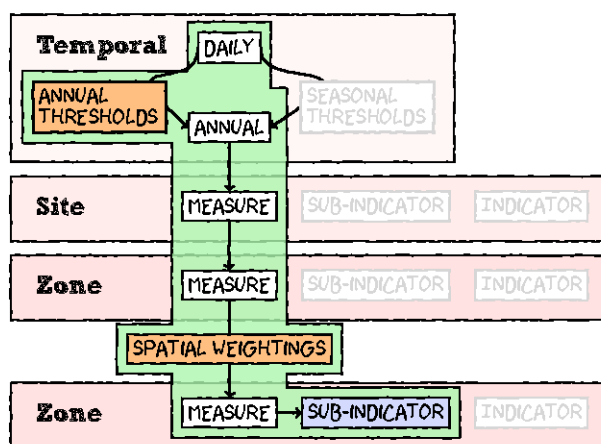 Temporal
DAILY
ANNUAL
THRESHOLDS
SEASONAL
THRESHOLDS
ANNUAL
Site
MEASURE
SUB-INDICATOR
INDICATOR
Zone
MEASURE
SUB-INDICATOR
INDICATOR
SPATIAL WEIGHTINGS
Zone
MEASURE
SUB-INDICATOR
INDICATOR